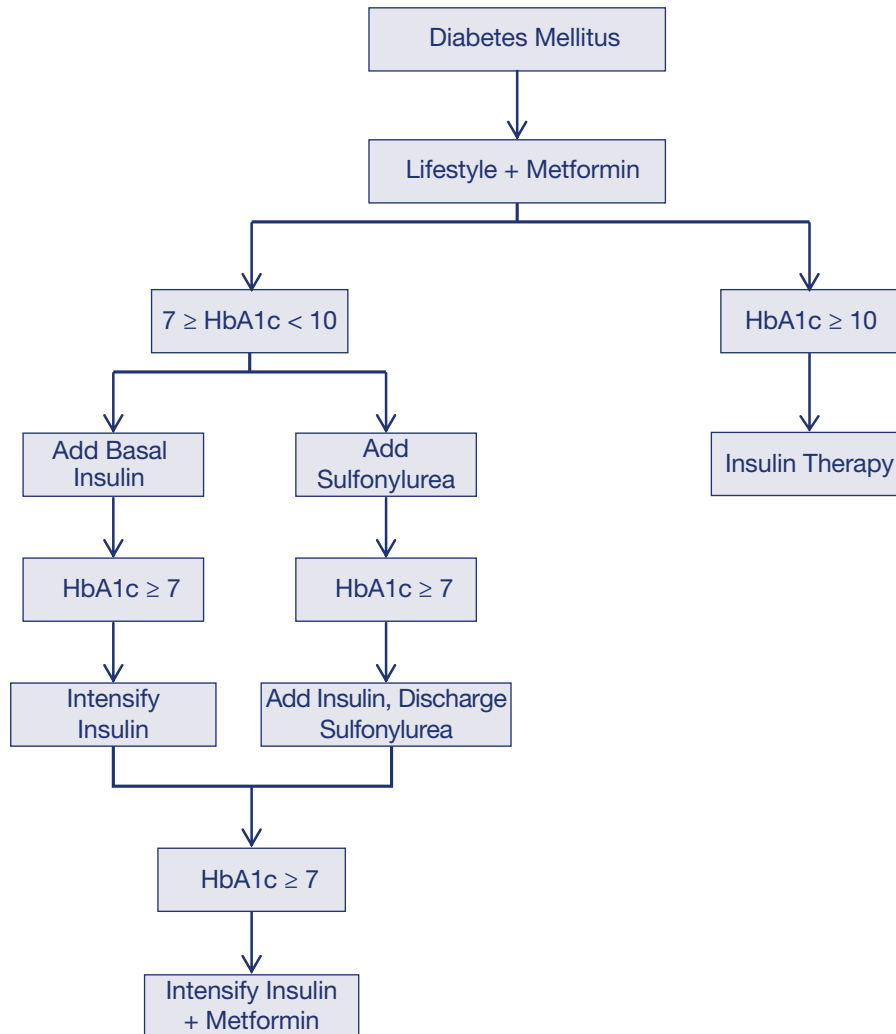 Diabetes Mellitus
Lifestyle + Metformin
7 ≥ HbA1c < 10
HbA1c ≥ 10
Add Basal
Insulin
Add
Sulfonylurea
Insulin Therapy
HbA1c ≥ 7
HbA1c ≥ 7
Intensify
Insulin
Add Insulin, Discharge
Sulfonylurea
HbA1c ≥ 7
Intensify Insulin
+ Metformin